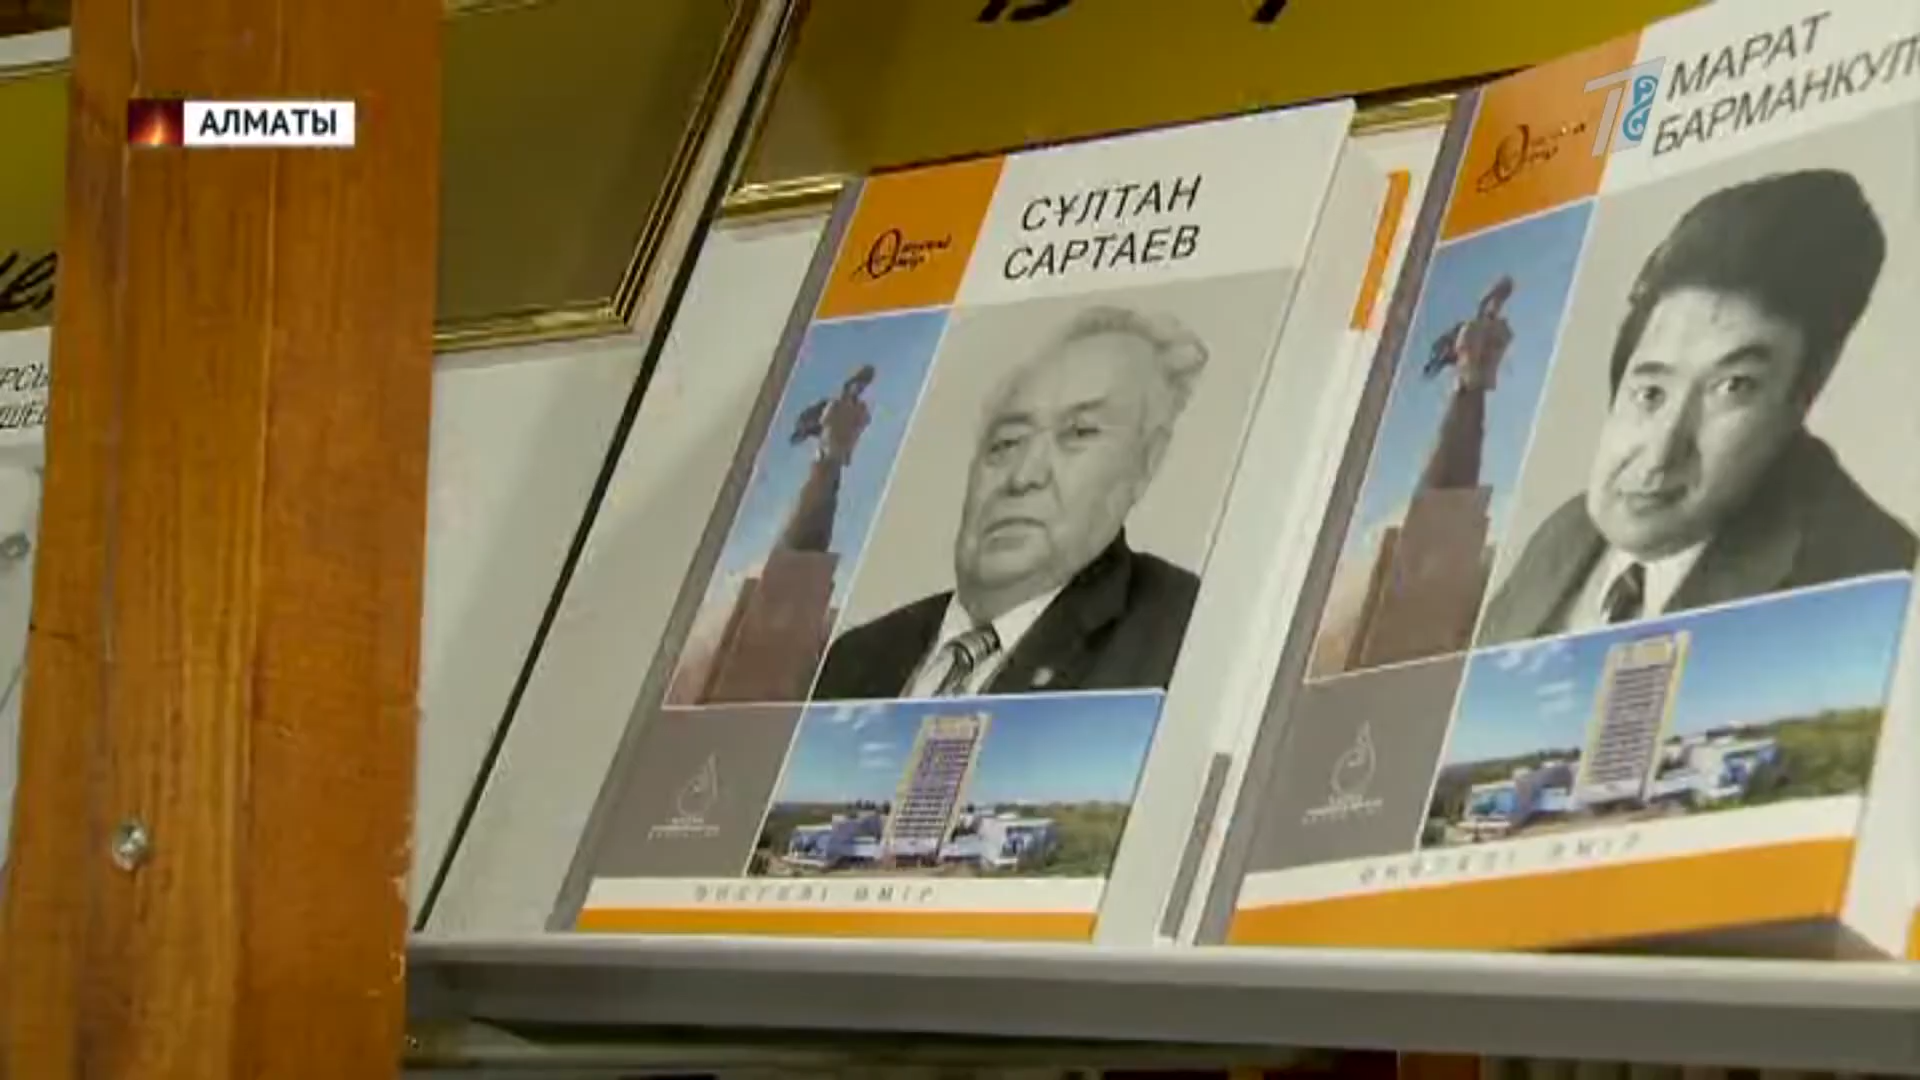 АЛМАТЫ
СҰЛТАН
САРТАЕВ
МАРАТ
БАРМАНКУЛ
ӨНЕГЕЛІ ӨМІР
ӨНЕГЕЛІ ӨМІР